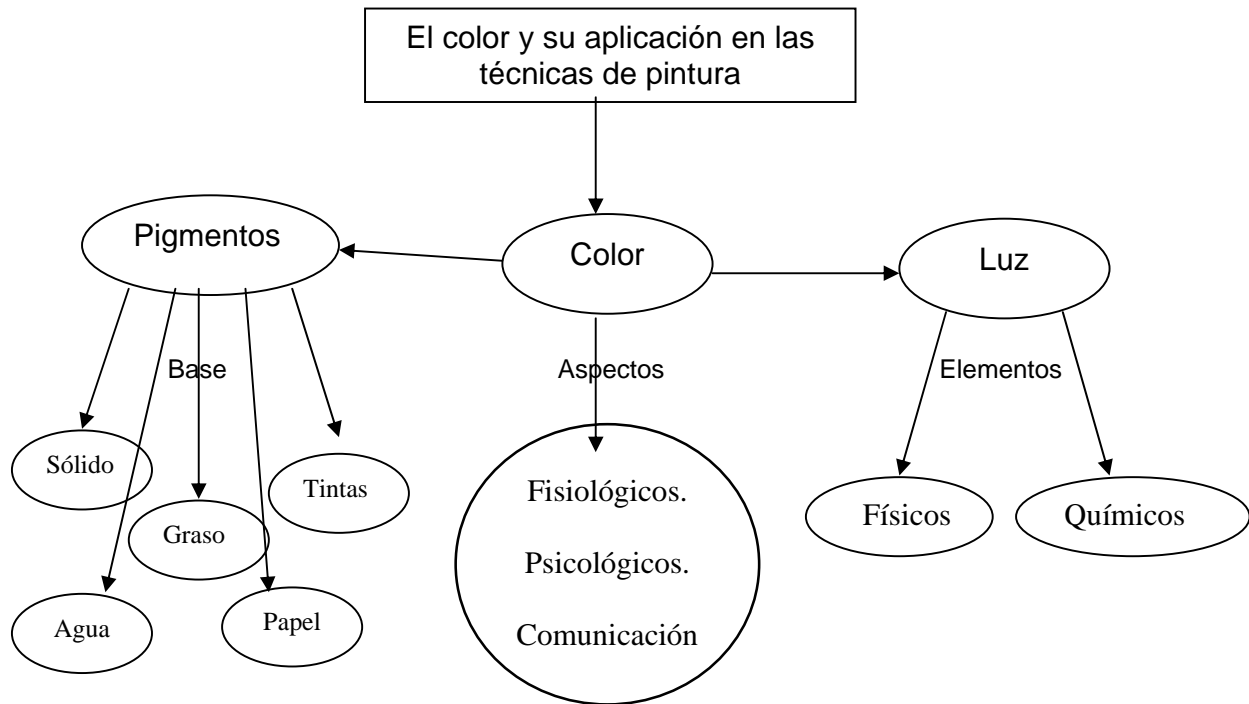 El color y su aplicación en las
técnicas de pintura
Pigmentos
Color
Luz
Base
Aspectos
Elementos
Sólido
Tintas
Graso
Agua
Papel
Fisiológicos.
Psicológicos.
Comunicación
Físicos
Químicos